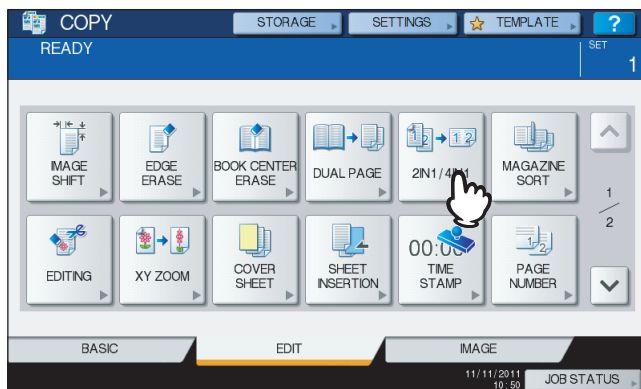 COPY
STORAGE
SETTINGS
TEMPLATE
?
READY
SET
1
IMAGE
SHIFT
EDGE
ERASE
BOOK CENTER
ERASE
DUAL PAGE
2IN1 / 4IN1
MAGAZINE
SORT
1
2
EDITING
XY ZOOM
COVER
SHEET
SHEET
INSERTION
00:00
TIME
STAMP
PAGE
NUMBER
BASIC
EDIT
IMAGE
11/11/2011
10:50
JOB STATUS